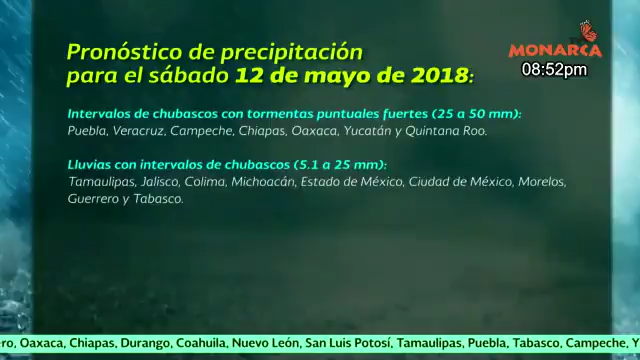 Pronóstico de precipitación
para el sábado 12 de mayo de 2018:
MONARCA
08:52pm
Intervalos de chubascos con tormentas puntuales fuertes (25 a 50 mm):
Puebla, Veracruz, Campeche, Chiapas, Oaxaca, Yucatán y Quintana Roo.
Lluvias con intervalos de chubascos (5.1 a 25 mm):
Tamaulipas, Jalisco, Colima, Michoacán, Estado de México, Ciudad de México, Morelos,
Guerrero y Tabasco.
ro, Oaxaca, Chiapas, Durango, Coahuila, Nuevo León, San Luis Potosí, Tamaulipas, Puebla, Tabasco, Campeche, Y